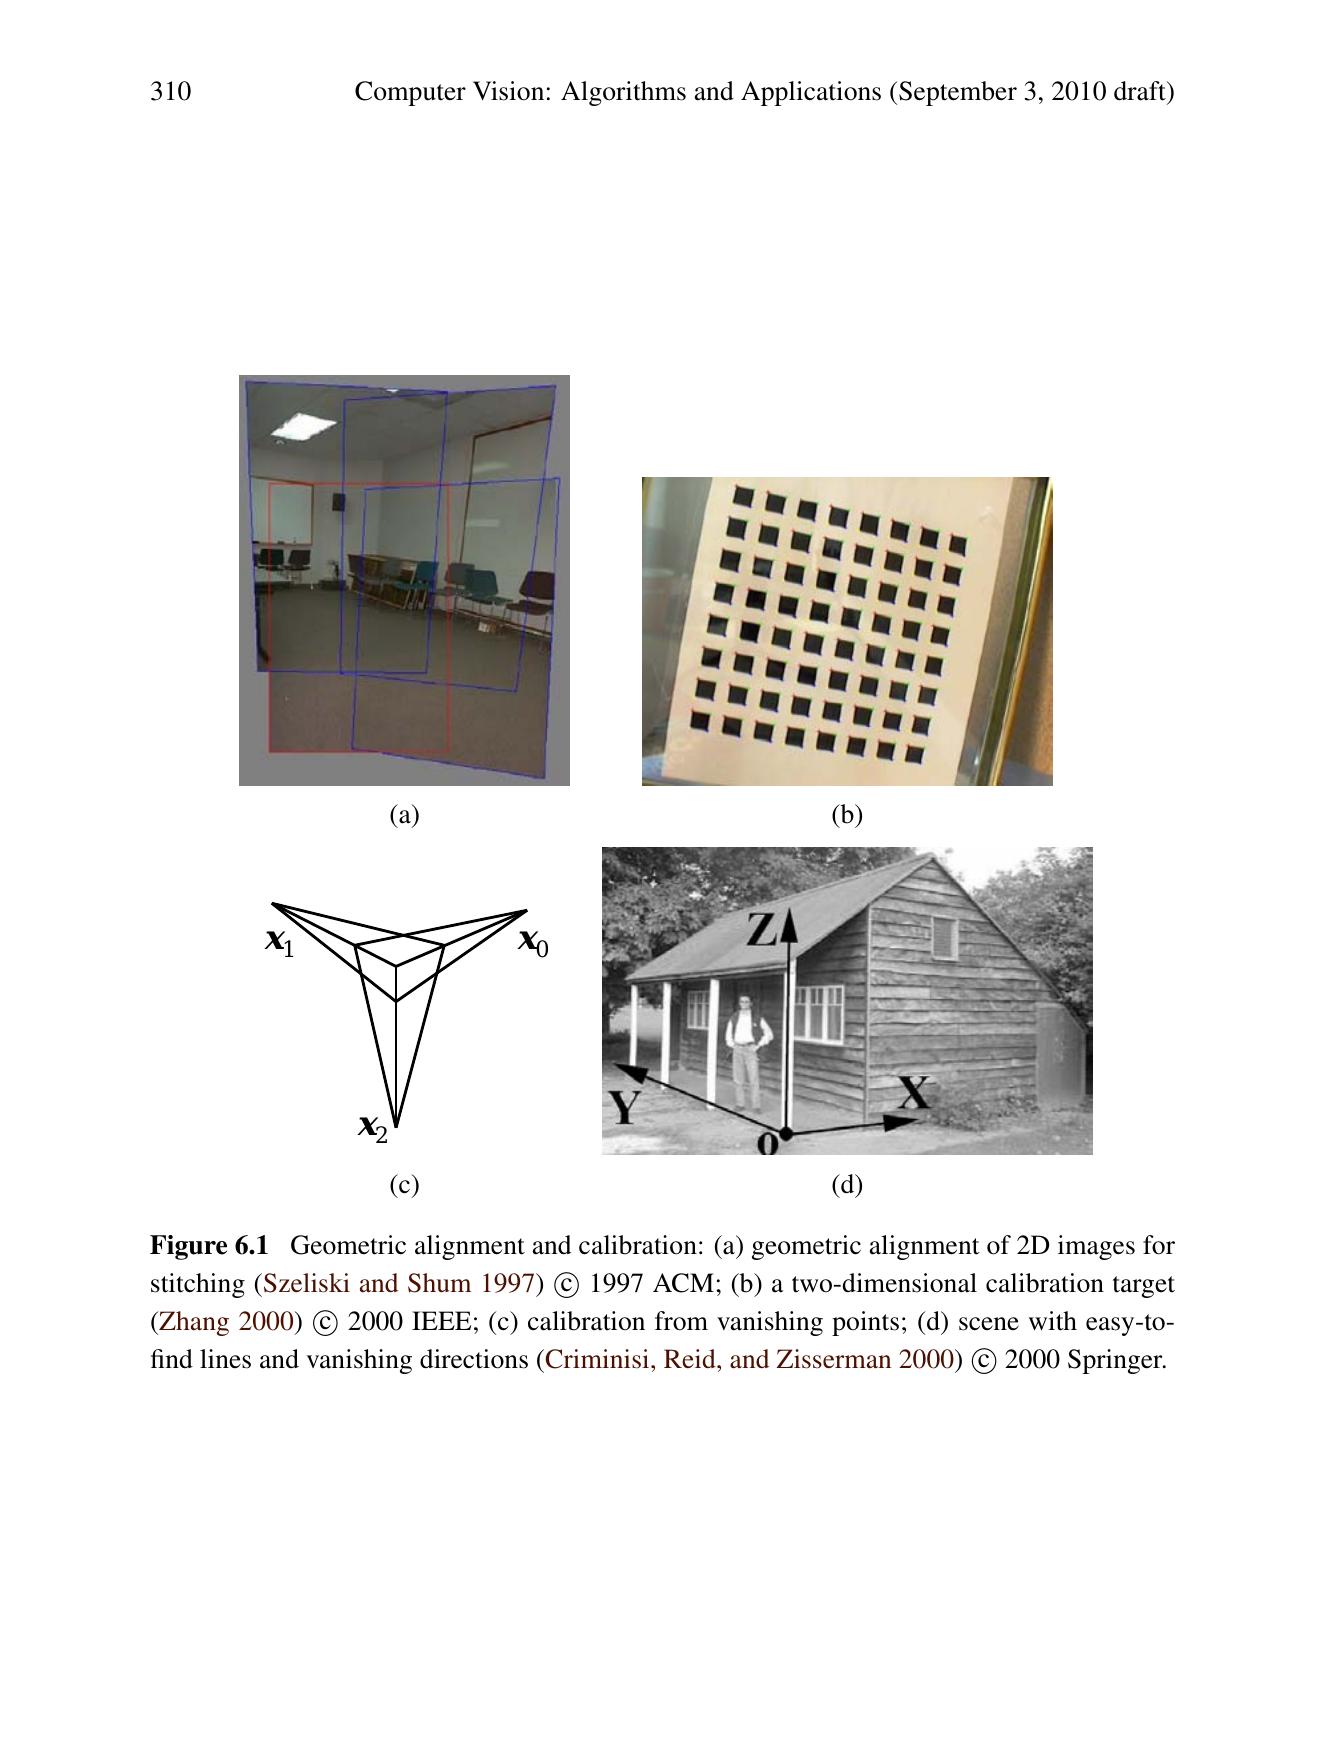 310 Computer Vision: Algorithms and Applications (September 3, 2010 draft)
(a)
(b)
x1
x0
x2
Z
Y
X
0
(c)
(d)
Figure 6.1 Geometric alignment and calibration: (a) geometric alignment of 2D images for
stitching (Szeliski and Shum 1997) © 1997 ACM; (b) a two-dimensional calibration target
(Zhang 2000) © 2000 IEEE; (c) calibration from vanishing points; (d) scene with easy-to-
find lines and vanishing directions (Criminisi, Reid, and Zisserman 2000) © 2000 Springer.